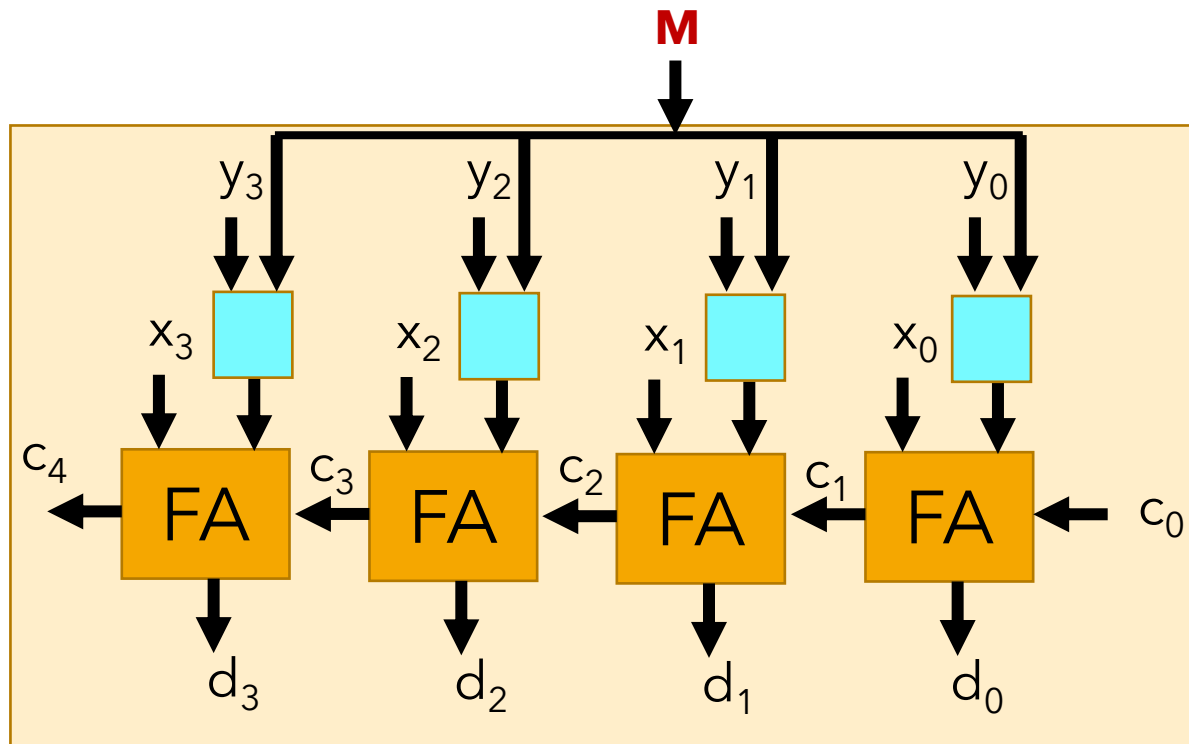 M
y₃ y₂ y₁ y₀
x₃ x₂ x₁ x₀
c₄ FA c₃ FA c₂ FA c₁ FA c₀
d₃ d₂ d₁ d₀